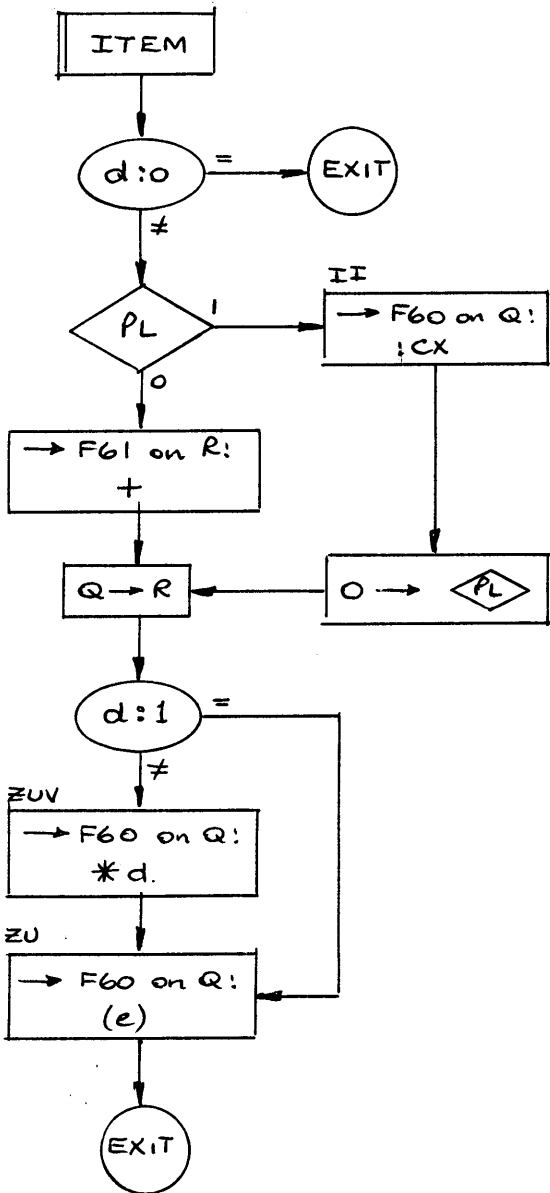 ITEM
d:0
=
EXIT
≠
II
PL
1
→ F60 on Q:
:CX
0
→ F61 on R:
+
Q → R
0 → PL
d:1
=
≠
ZUV
→ F60 on Q:
* d.
ZU
→ F60 on Q:
(e)
EXIT